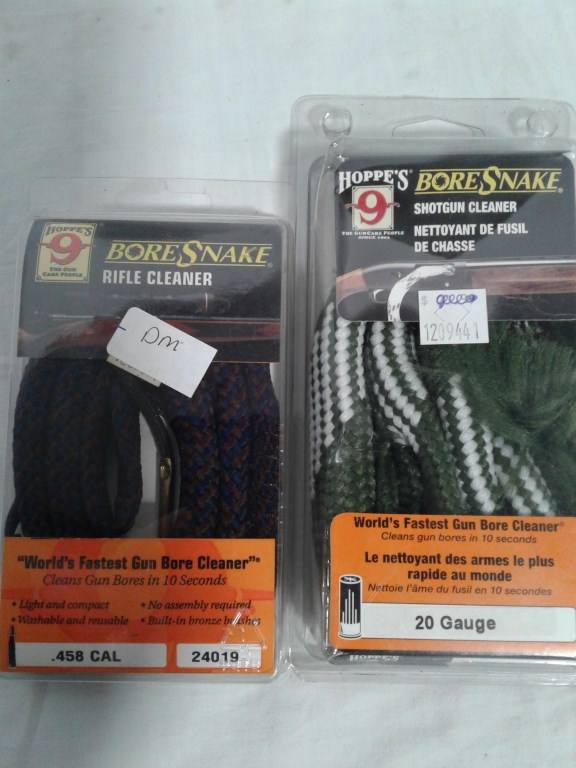 HOPPE'S
9
THE GUN
CARE PEOPLE
BORESNAKE®
RIFLE CLEANER
DM
"World's Fastest Gun Bore Cleaner"®
Cleans Gun Bores in 10 Seconds
• Light and compact
• No assembly required
• Washable and reusable
• Built-in bronze brushes
.458 CAL
24019
HOPPE'S®
9
THE GUNCARE PEOPLE
SINCE 1903
BORESNAKE®
SHOTGUN CLEANER
NETTOYANT DE FUSIL
DE CHASSE
$
1209441
World's Fastest Gun Bore Cleaner®
Cleans gun bores in 10 seconds
Le nettoyant des armes le plus
rapide au monde
Nettoie l'âme du fusil en 10 secondes
20 Gauge
HOPPE'S